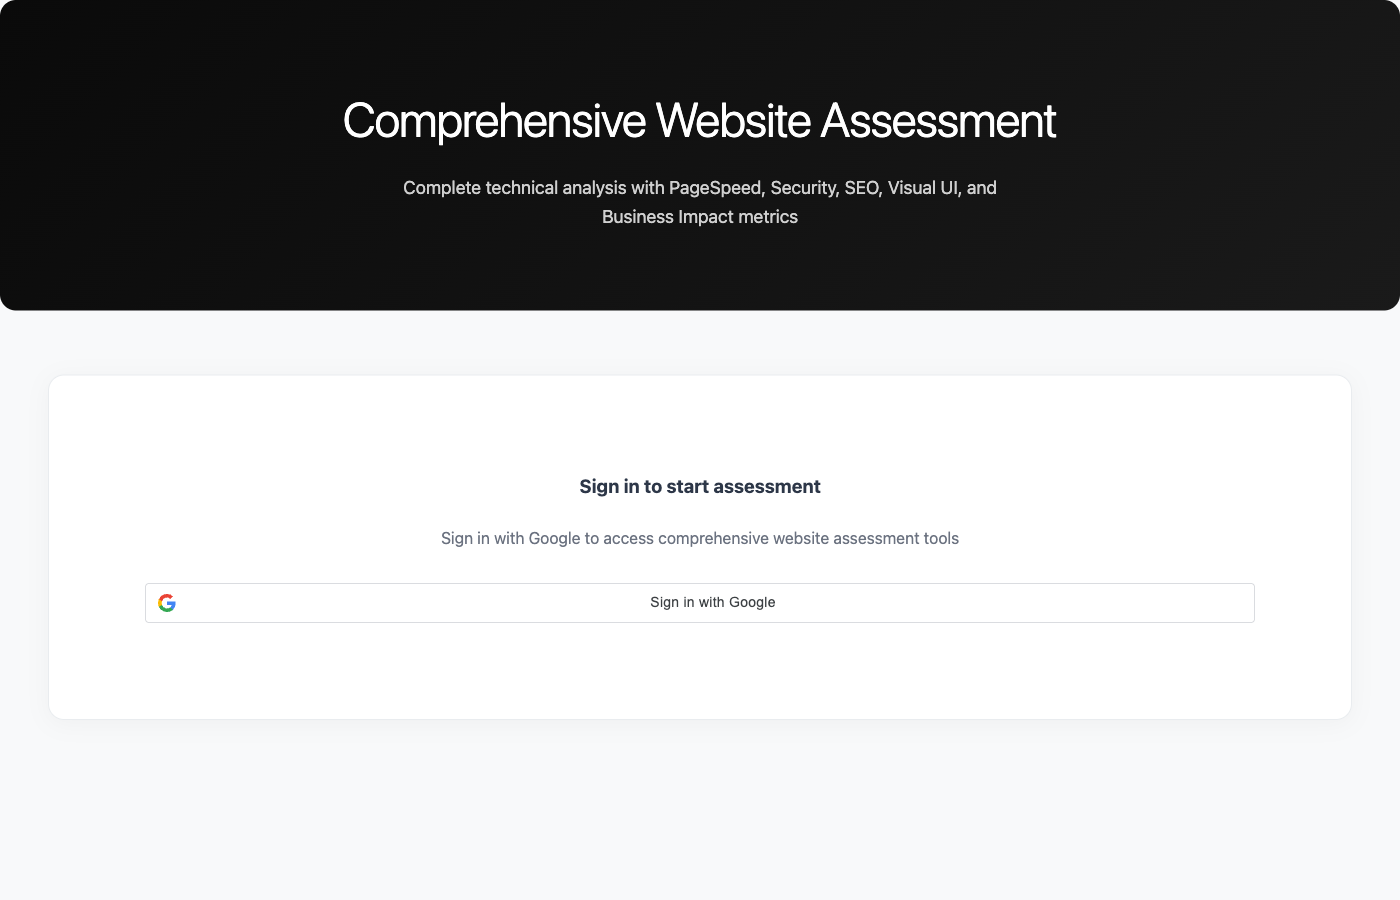 Comprehensive Website Assessment
Complete technical analysis with PageSpeed, Security, SEO, Visual UI, and
Business Impact metrics
Sign in to start assessment
Sign in with Google to access comprehensive website assessment tools
Sign in with Google